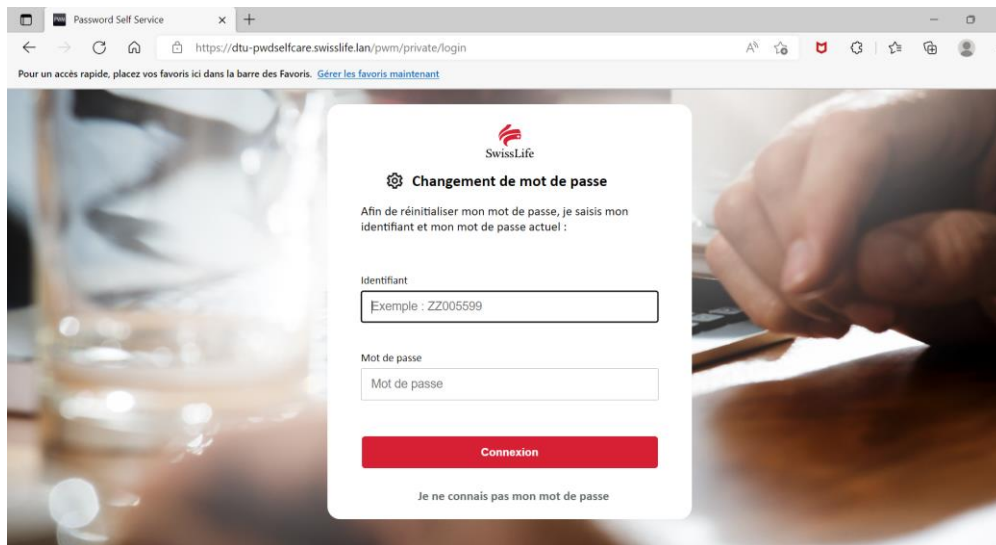 Password Self Service
https://dtu-pwdselfcare.swisslife.lan/pwm/private/login
Pour un accès rapide, placez vos favoris ici dans la barre des Favoris. Gérer les favoris maintenant
SwissLife
Changement de mot de passe
Afin de réinitialiser mon mot de passe, je saisis mon
identifiant et mon mot de passe actuel :
Identifiant
Exemple : ZZ005599
Mot de passe
Mot de passe
Connexion
Je ne connais pas mon mot de passe